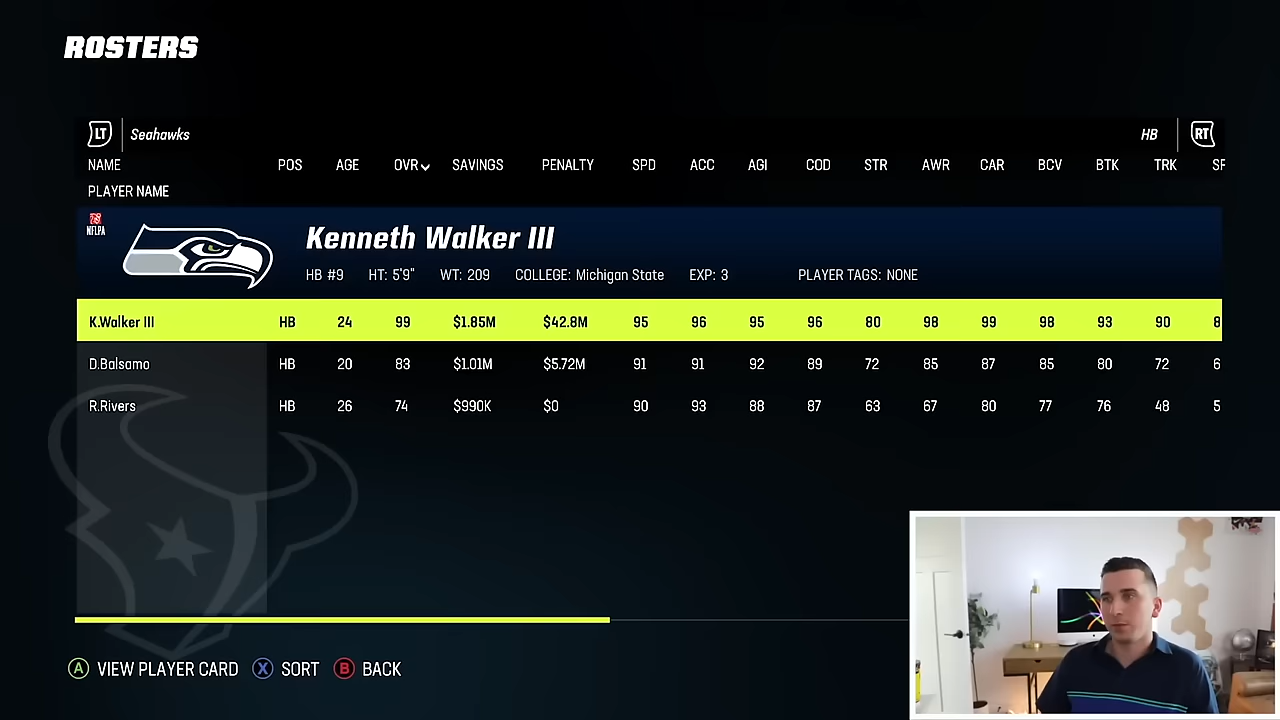 ROSTERS
LT Seahawks HB RT
NAME POS AGE OVR SAVINGS PENALTY SPD ACC AGI COD STR AWR CAR BCV BTK TRK SF
PLAYER NAME
NFLPA
Kenneth Walker III
HB #9 HT: 5'9" WT: 209 COLLEGE: Michigan State EXP: 3 PLAYER TAGS: NONE
K.Walker III HB 24 99 $1.85M $42.8M 95 96 95 96 80 98 99 98 93 90 8
D.Balsamo HB 20 83 $1.01M $5.72M 91 91 92 89 72 85 87 85 80 72 6
R.Rivers HB 26 74 $990K $0 90 93 88 87 63 67 80 77 76 48 5
A VIEW PLAYER CARD X SORT B BACK